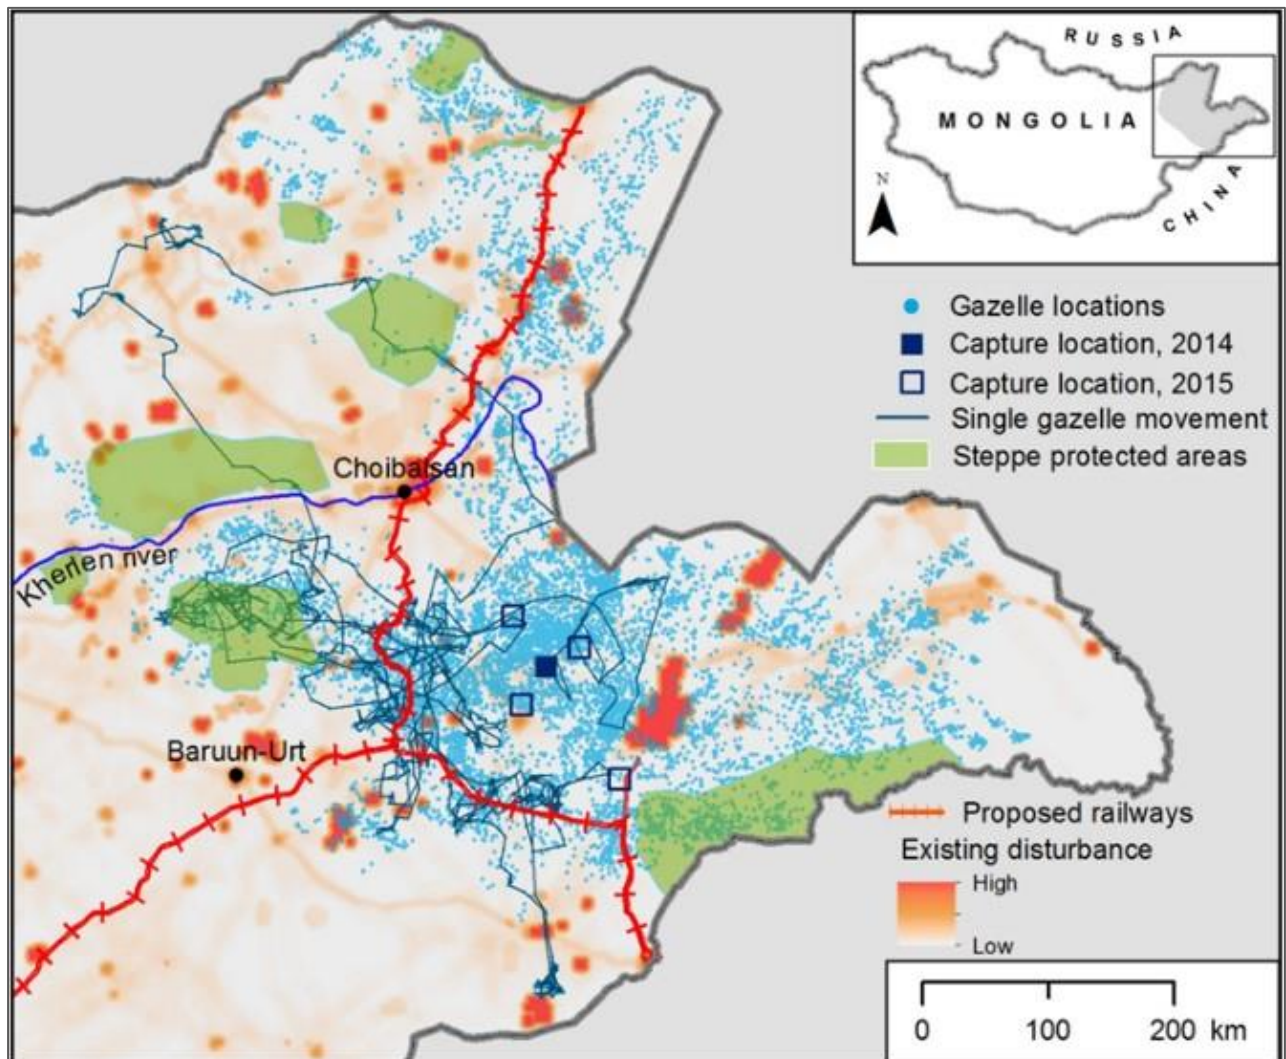 RUSSIA
MONGOLIA
CHINA
N
Gazelle locations
Capture location, 2014
Capture location, 2015
Single gazelle movement
Steppe protected areas
Choibalsan
Kherlen river
Baruun-Urt
Proposed railways
Existing disturbance
High
Low
0 100 200 km